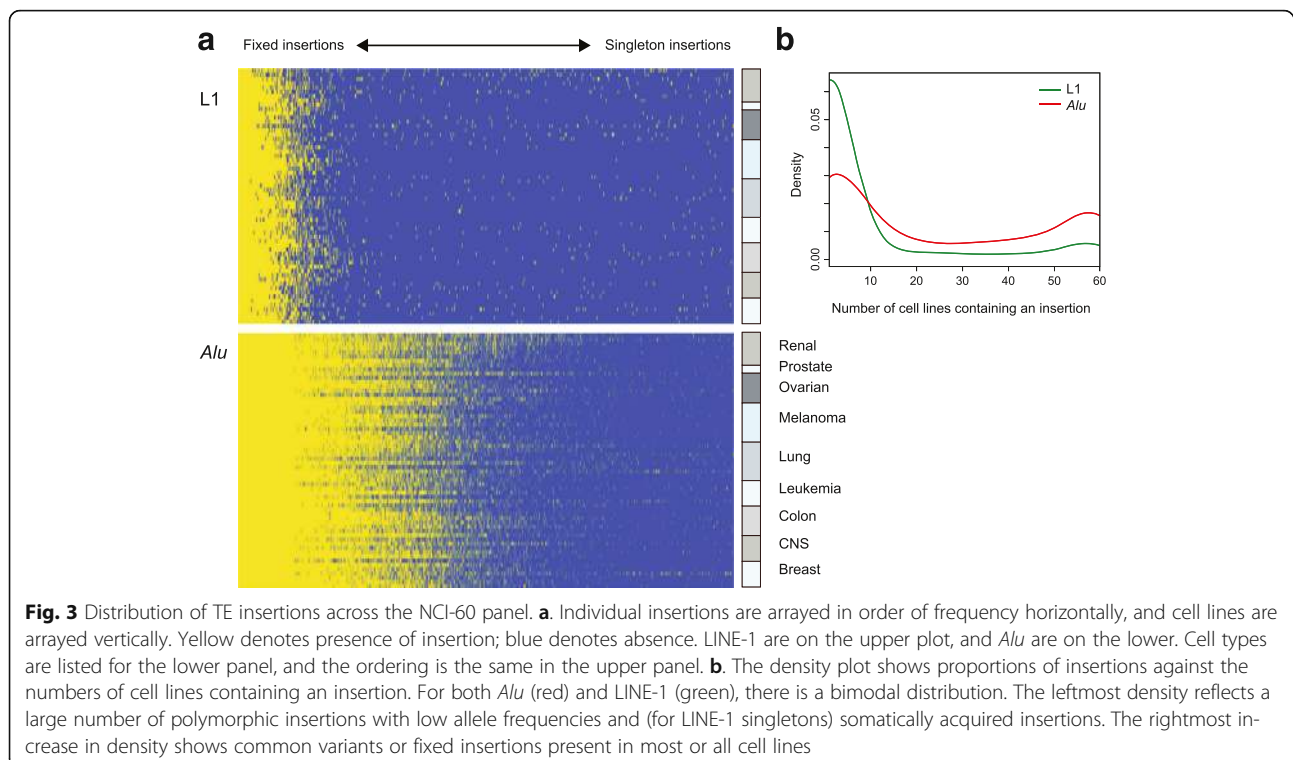 a
Fixed insertions
Singleton insertions
L1
Alu
b
L1
Alu
Density
0.05
0.00
10 20 30 40 50 60
Number of cell lines containing an insertion
Renal
Prostate
Ovarian
Melanoma
Lung
Leukemia
Colon
CNS
Breast
Fig. 3 Distribution of TE insertions across the NCI-60 panel. a. Individual insertions are arrayed in order of frequency horizontally, and cell lines are
arrayed vertically. Yellow denotes presence of insertion; blue denotes absence. LINE-1 are on the upper plot, and Alu are on the lower. Cell types
are listed for the lower panel, and the ordering is the same in the upper panel. b. The density plot shows proportions of insertions against the
numbers of cell lines containing an insertion. For both Alu (red) and LINE-1 (green), there is a bimodal distribution. The leftmost density reflects a
large number of polymorphic insertions with low allele frequencies and (for LINE-1 singletons) somatically acquired insertions. The rightmost in-
crease in density shows common variants or fixed insertions present in most or all cell lines